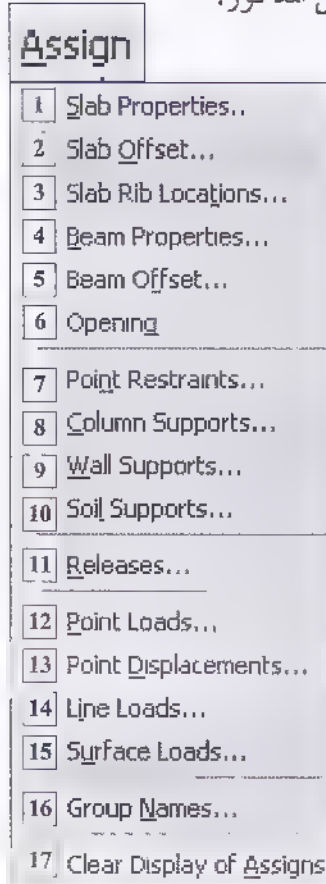 Assign
1 Slab Properties..
2 Slab Offset...
3 Slab Rib Locations...
4 Beam Properties...
5 Beam Offset...
6 Opening
7 Point Restraints...
8 Column Supports...
9 Wall Supports...
10 Soil Supports...
11 Releases...
12 Point Loads...
13 Point Displacements...
14 Line Loads...
15 Surface Loads...
16 Group Names...
17 Clear Display of Assigns